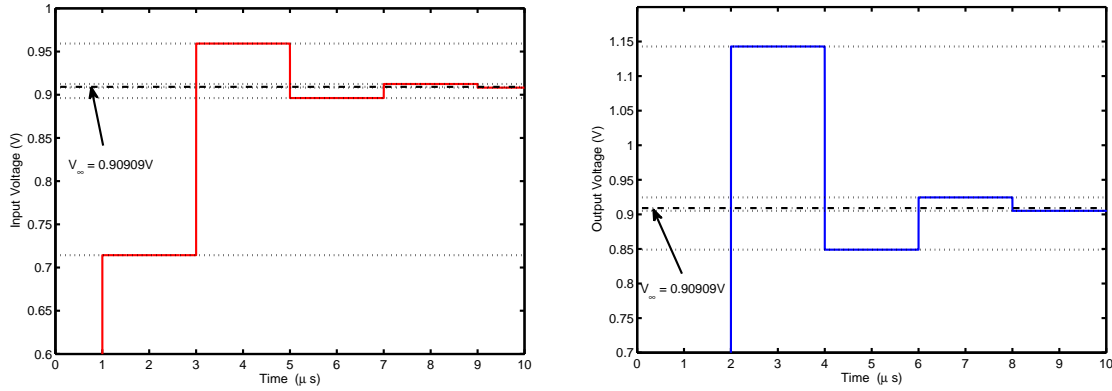 1
0.95
0.9
0.85
0.8
0.75
0.7
0.65
0.6
Input Voltage (V)
V∞ = 0.90909V
0 1 2 3 4 5 6 7 8 9 10
Time (μ s)
1.15
1.1
1.05
1
0.95
0.9
0.85
0.8
0.75
0.7
Output Voltage (V)
V∞ = 0.90909V
0 1 2 3 4 5 6 7 8 9 10
Time (μ s)